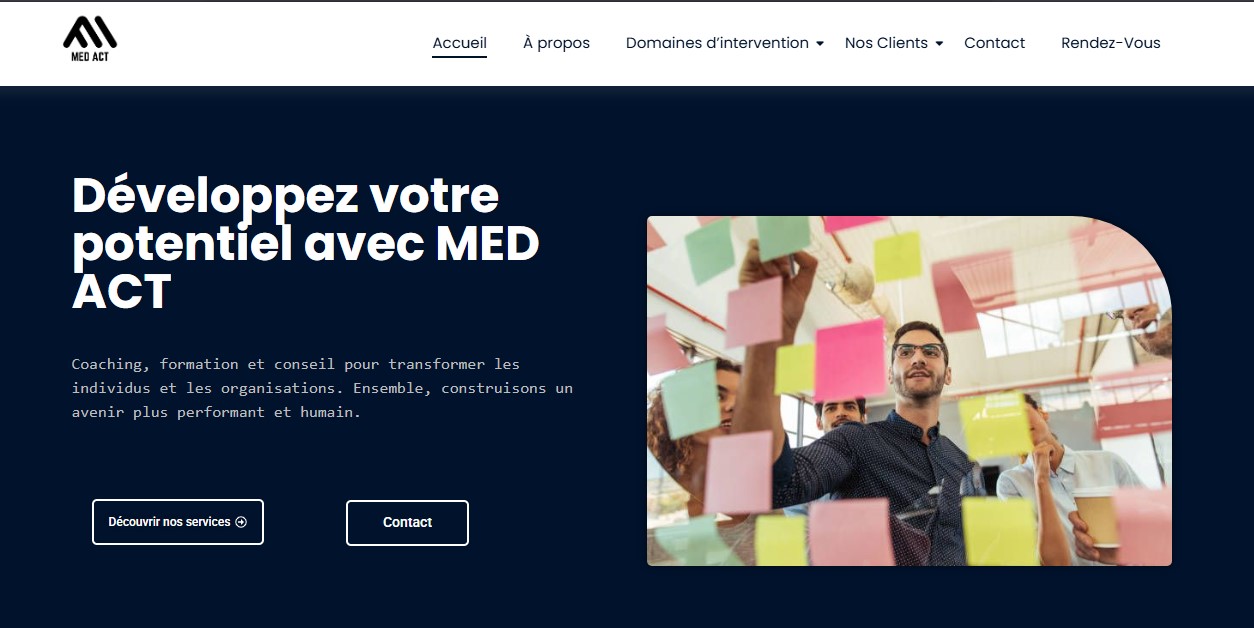 MED ACT
Accueil À propos Domaines d’intervention Nos Clients Contact Rendez-Vous
Développez votre
potentiel avec MED
ACT
Coaching, formation et conseil pour transformer les
individus et les organisations. Ensemble, construisons un
avenir plus performant et humain.
Découvrir nos services
Contact